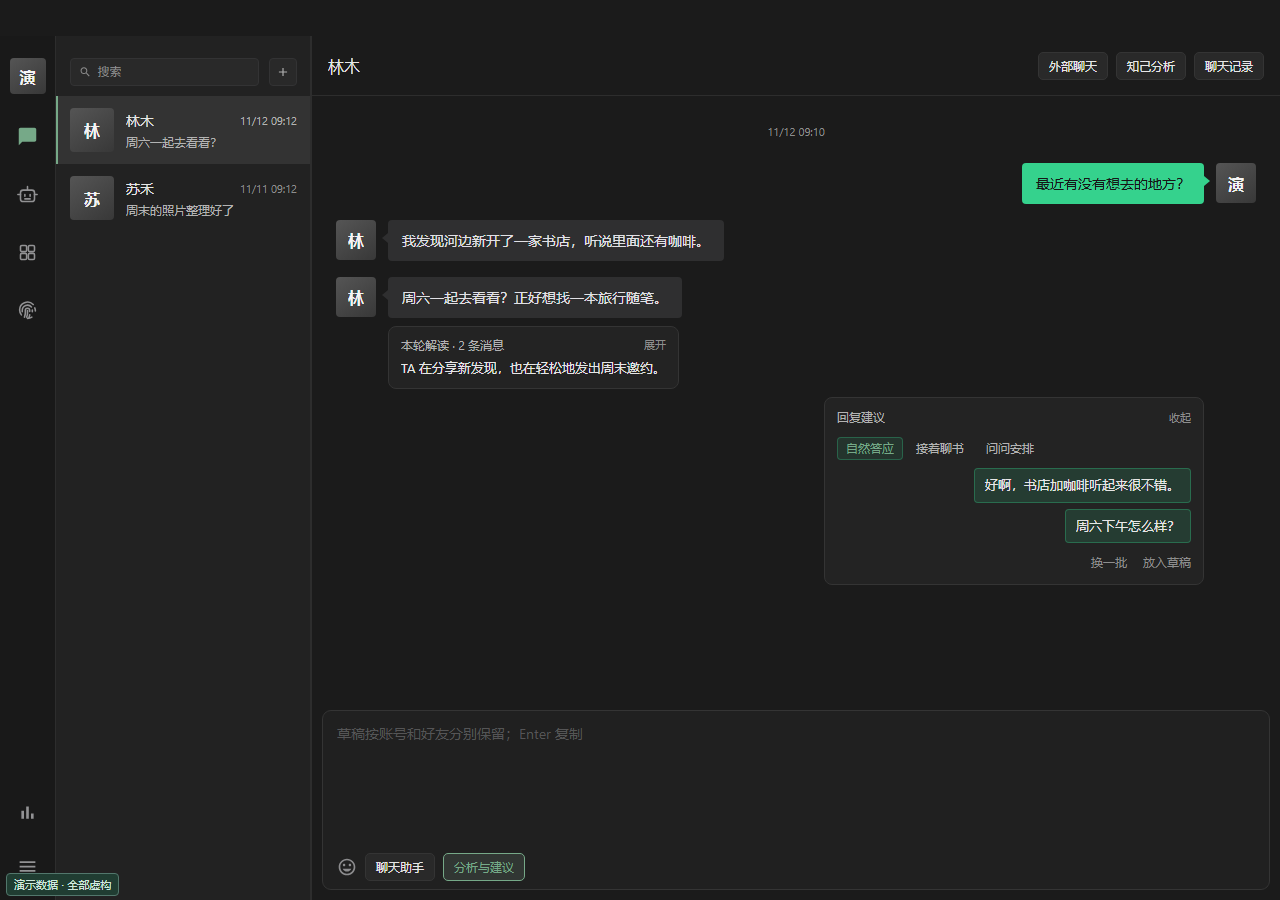 演
搜索
林
林木
11/12 09:12
周六一起去看看？
苏
苏禾
11/11 09:12
周末的照片整理好了
演示数据 · 全部虚构
林木
外部聊天
知己分析
聊天记录
11/12 09:10
最近有没有想去的地方？
演
林
我发现河边新开了一家书店，听说里面还有咖啡。
林
周六一起去看看？正好想找一本旅行随笔。
本轮解读 · 2 条消息
展开
TA 在分享新发现，也在轻松地发出周末邀约。
回复建议
收起
自然答应
接着聊书
问问安排
好啊，书店加咖啡听起来很不错。
周六下午怎么样？
换一批
放入草稿
草稿按账号和好友分别保留；Enter 复制
聊天助手
分析与建议